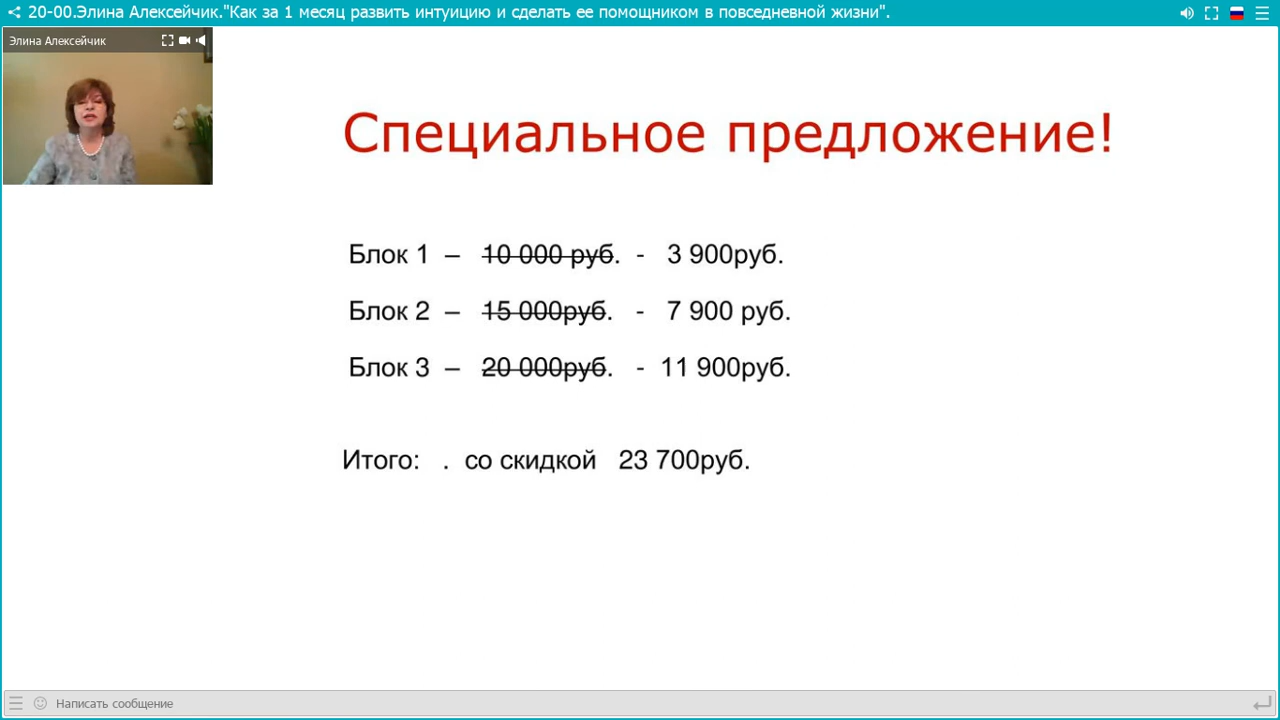 20-00.Элина Алексейчик."Как за 1 месяц развить интуицию и сделать ее помощником в повседневной жизни".
Элина Алексейчик
Специальное предложение!
Блок 1 – 10 000 руб. - 3 900руб.
Блок 2 – 15 000руб. - 7 900 руб.
Блок 3 – 20 000руб. - 11 900руб.
Итого: . со скидкой 23 700руб.
Написать сообщение